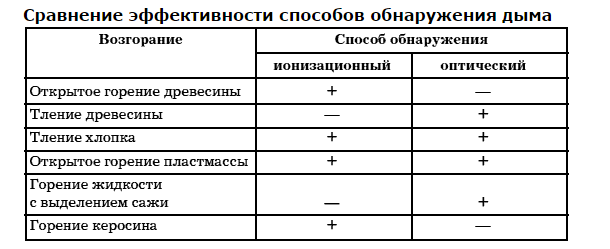 Сравнение эффективности способов обнаружения дыма
Возгорание Способ обнаружения
ионизационный оптический
Открытое горение древесины + —
Тление древесины — +
Тление хлопка + +
Открытое горение пластмассы + +
Горение жидкости
с выделением сажи — +
Горение керосина + —